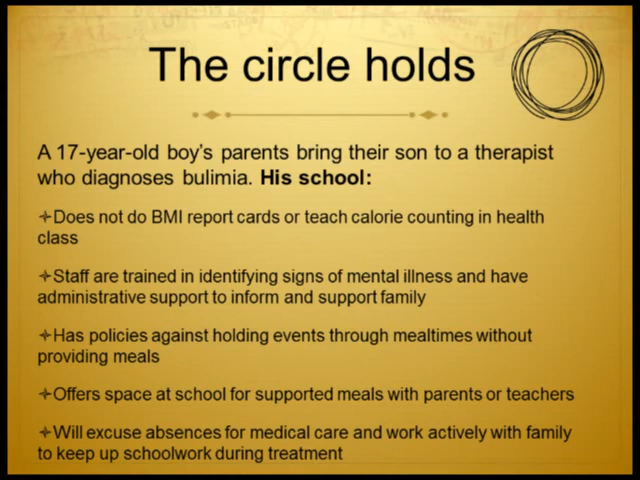 The circle holds
A 17-year-old boy's parents bring their son to a therapist
who diagnoses bulimia. His school:
Does not do BMI report cards or teach calorie counting in health
class
Staff are trained in identifying signs of mental illness and have
administrative support to inform and support family
Has policies against holding events through mealtimes without
providing meals
Offers space at school for supported meals with parents or teachers
Will excuse absences for medical care and work actively with family
to keep up schoolwork during treatment